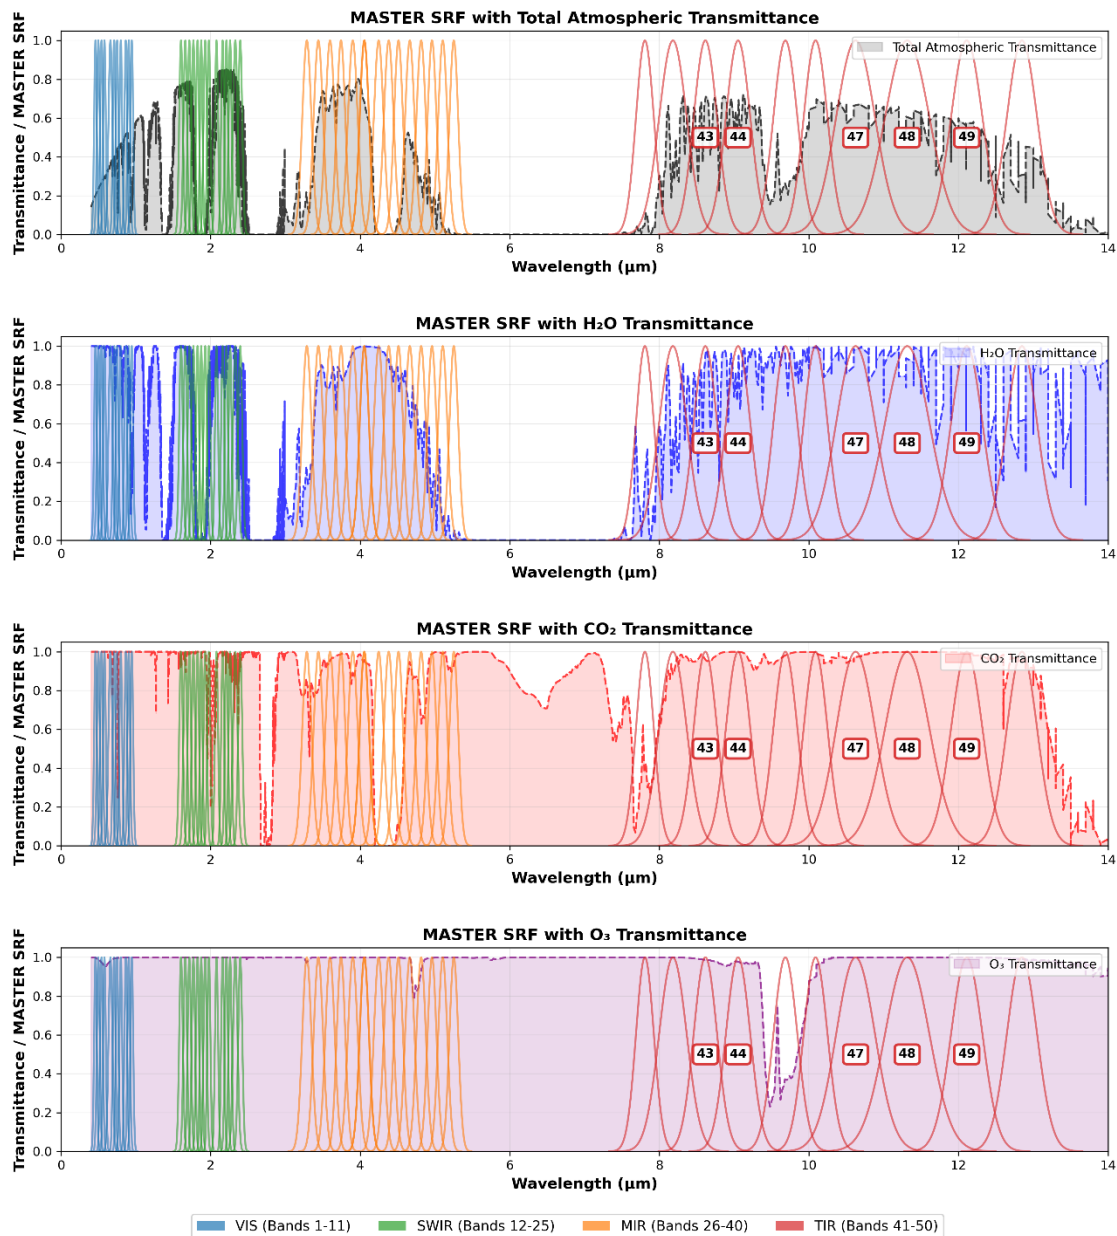 MASTER SRF with Total Atmospheric Transmittance
Transmittance / MASTER SRF
1.0
0.8
0.6
0.4
0.2
0.0
Total Atmospheric Transmittance
43 44 47 48 49
0 2 4 6 8 10 12 14
Wavelength (μm)
MASTER SRF with H₂O Transmittance
Transmittance / MASTER SRF
1.0
0.8
0.6
0.4
0.2
0.0
H₂O Transmittance
43 44 47 48 49
0 2 4 6 8 10 12 14
Wavelength (μm)
MASTER SRF with CO₂ Transmittance
Transmittance / MASTER SRF
1.0
0.8
0.6
0.4
0.2
0.0
CO₂ Transmittance
43 44 47 48 49
0 2 4 6 8 10 12 14
Wavelength (μm)
MASTER SRF with O₃ Transmittance
Transmittance / MASTER SRF
1.0
0.8
0.6
0.4
0.2
0.0
O₃ Transmittance
43 44 47 48 49
0 2 4 6 8 10 12 14
Wavelength (μm)
VIS (Bands 1-11) SWIR (Bands 12-25) MIR (Bands 26-40) TIR (Bands 41-50)